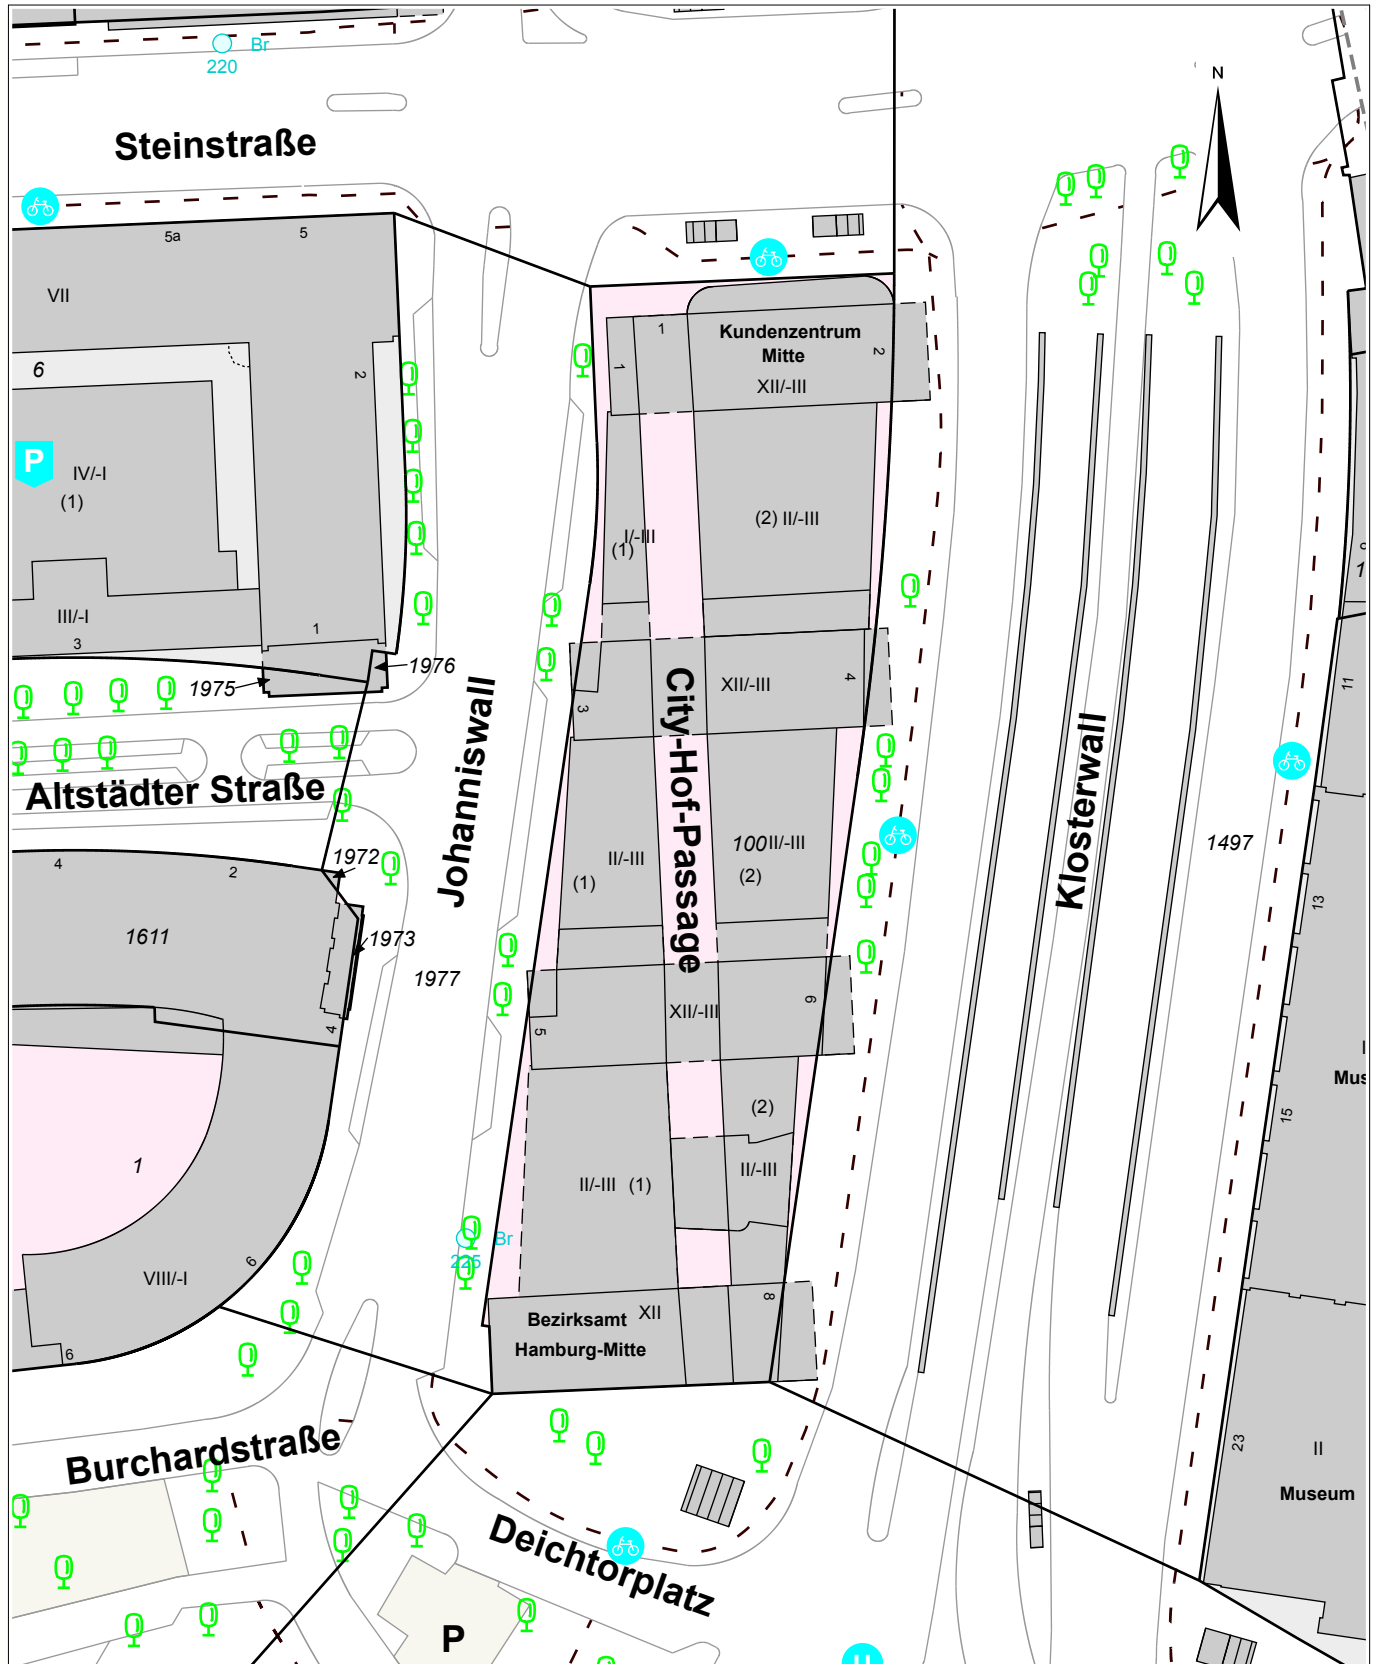 Br
220
N
Steinstraße
5a
5
VII
6
2
P
IV/-I
(1)
III/-I
3
1
1976
1975
Kundenzentrum
Mitte
XII/-III
1
1
2
I/-III
(1)
(2) II/-III
XII/-III
3
4
City-Hof-Passage
Johanniswall
Klosterwall
Altstädter Straße
1972
4
2
1611
1973
1977
4
II/-III
(1)
100 II/-III
(2)
1497
11
13
XII/-III
5
6
15
(2)
II/-III
II/-III (1)
1
Br
225
VIII/-I
6
6
Bezirksamt
Hamburg-Mitte
XII
8
23
II
Museum
Burchardstraße
Deichtorplatz
P